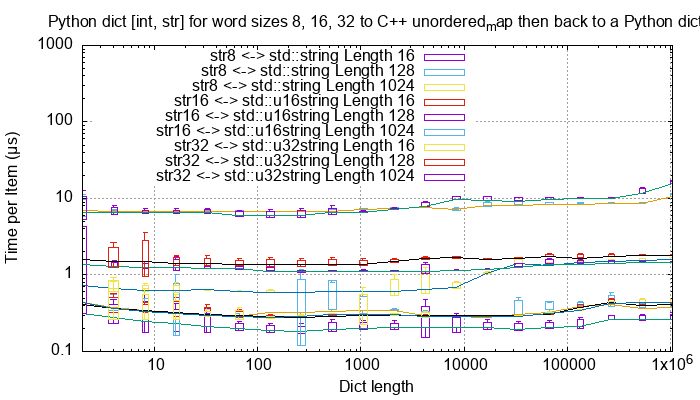 Python dict [int, str] for word sizes 8, 16, 32 to C++ unordered_map then back to a Python dict
1000
100
10
1
0.1
Time per Item (µs)
str8 <-> std::string Length 16
str8 <-> std::string Length 128
str8 <-> std::string Length 1024
str16 <-> std::u16string Length 16
str16 <-> std::u16string Length 128
str16 <-> std::u16string Length 1024
str32 <-> std::u32string Length 16
str32 <-> std::u32string Length 128
str32 <-> std::u32string Length 1024
10 100 1000 10000 100000 1x10⁶
Dict length